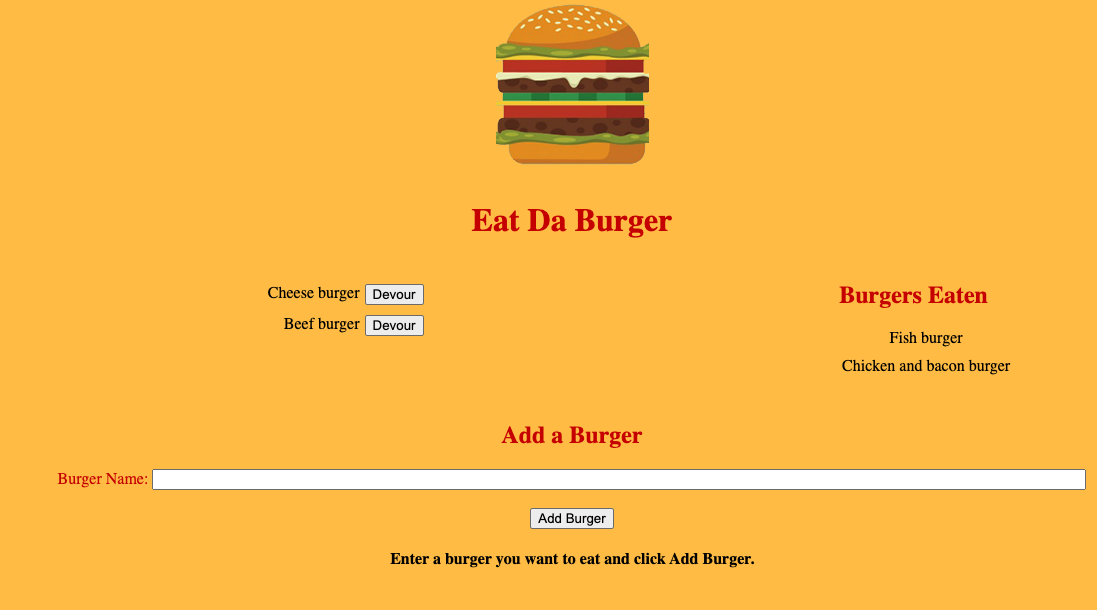 Eat Da Burger
Cheese burger Devour
Beef burger Devour
Burgers Eaten
Fish burger
Chicken and bacon burger
Add a Burger
Burger Name:
Add Burger
Enter a burger you want to eat and click Add Burger.